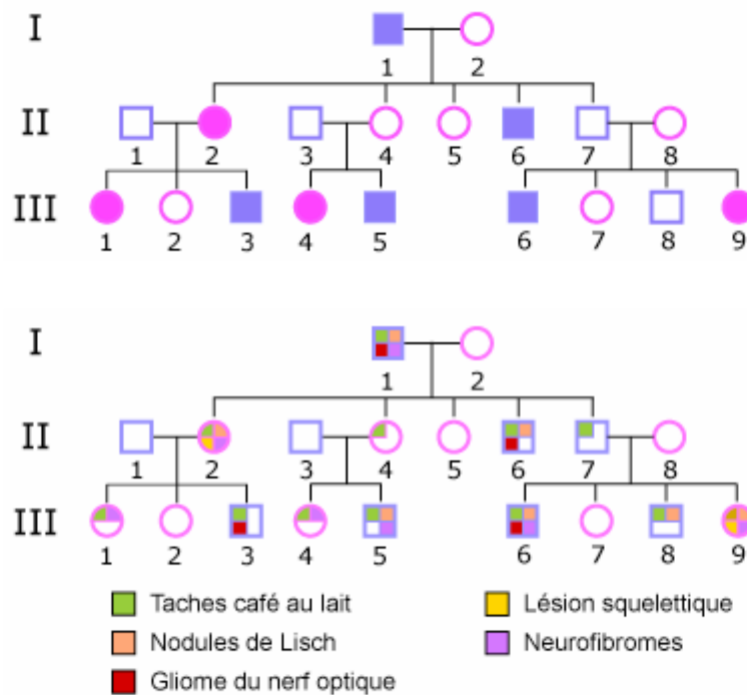 I
1 2
II
1 2 3 4 5 6 7 8
III
1 2 3 4 5 6 7 8 9
I
1 2
II
1 2 3 4 5 6 7 8
III
1 2 3 4 5 6 7 8 9
Taches café au lait
Lésion squelettique
Nodules de Lisch
Neurofibromes
Gliome du nerf optique